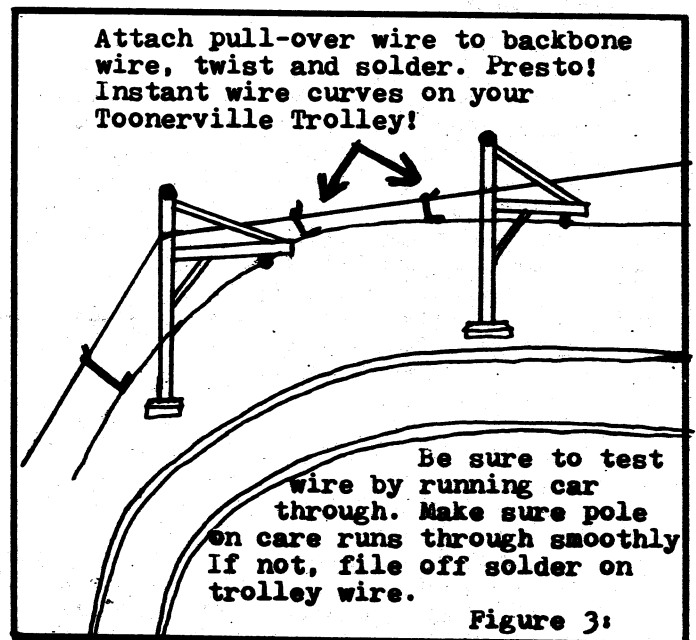 Attach pull-over wire to backbone
wire, twist and solder. Presto!
Instant wire curves on your
Toonerville Trolley!
Be sure to test
wire by running car
through. Make sure pole
on care runs through smoothly
If not, file off solder on
trolley wire.
Figure 3: